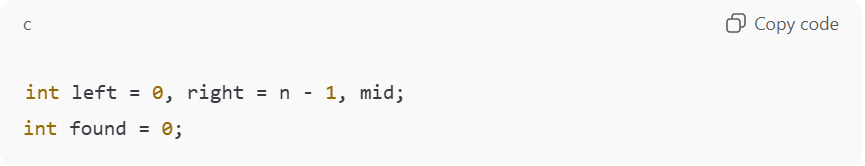 c
Copy code
int left = 0, right = n - 1, mid;
int found = 0;